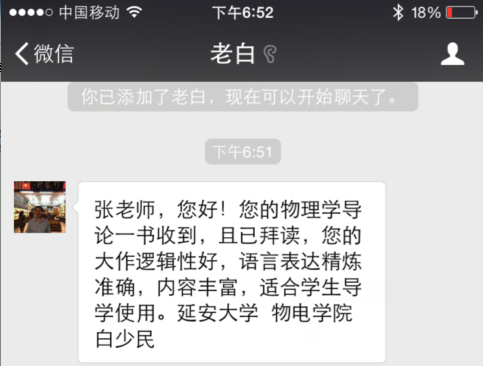 中国移动 下午6:52 18%
微信 老白
你已添加了老白，现在可以开始聊天了。
下午6:51
张老师，您好！您的物理学导
论一书收到，且已拜读，您的
大作逻辑性好，语言表达精炼
准确，内容丰富，适合学生导
学使用。延安大学 物电学院
白少民